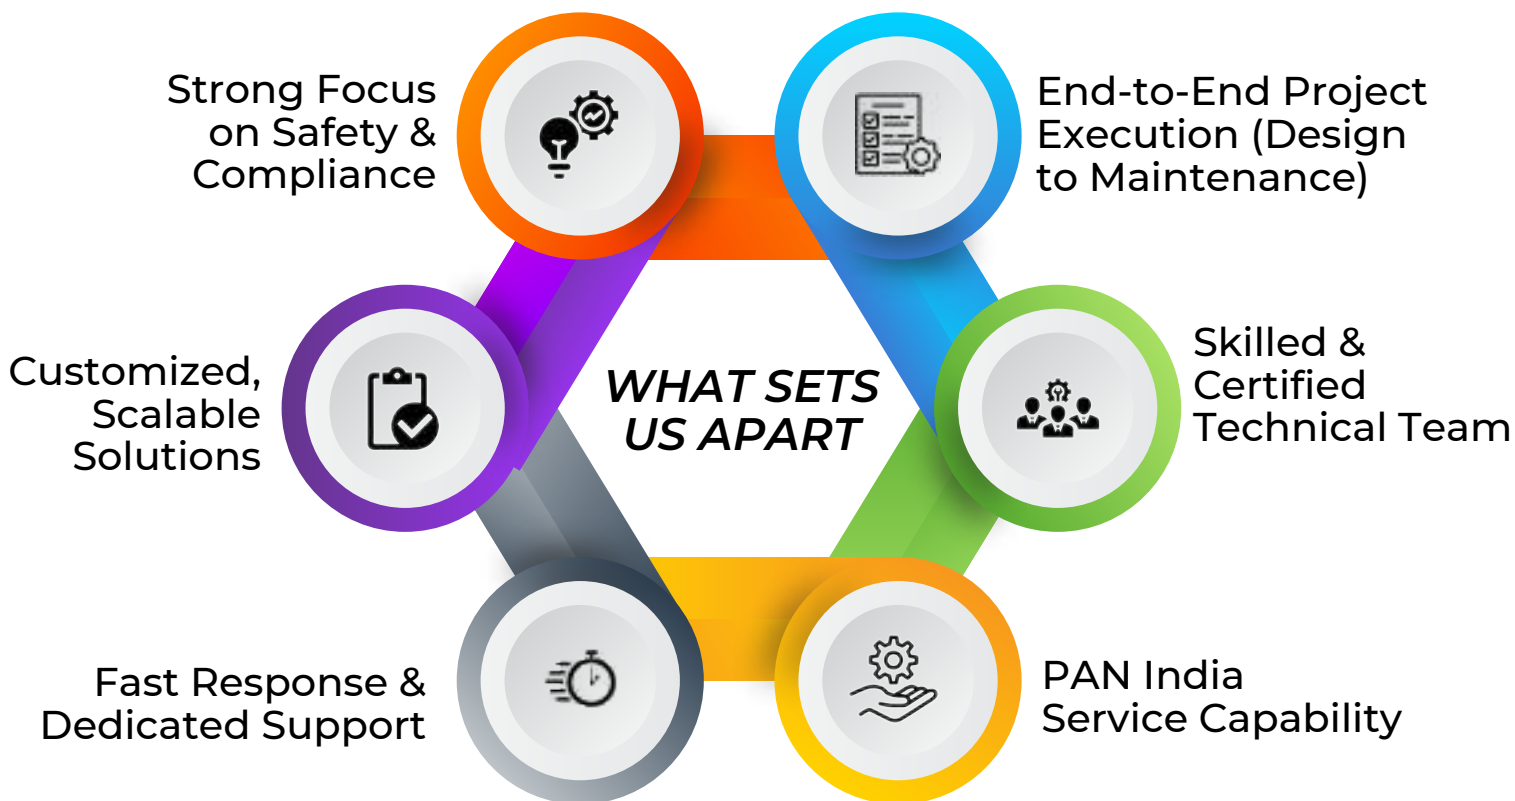 Strong Focus
on Safety &
Compliance
End-to-End Project
Execution (Design
to Maintenance)
Customized,
Scalable
Solutions
WHAT SETS
US APART
Skilled &
Certified
Technical Team
Fast Response &
Dedicated Support
PAN India
Service Capability